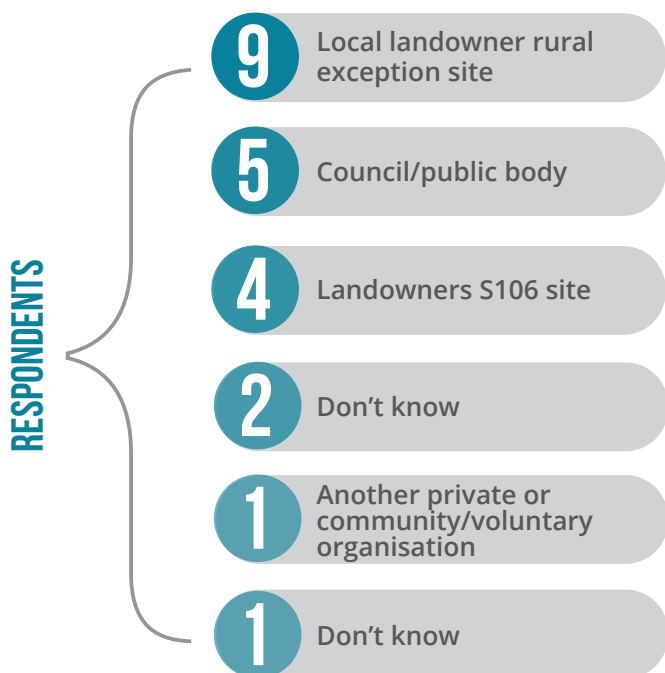 RESPONDENTS
9
Local landowner rural
exception site
5
Council/public body
4
Landowners S106 site
2
Don’t know
1
Another private or
community/voluntary
organisation
1
Don’t know